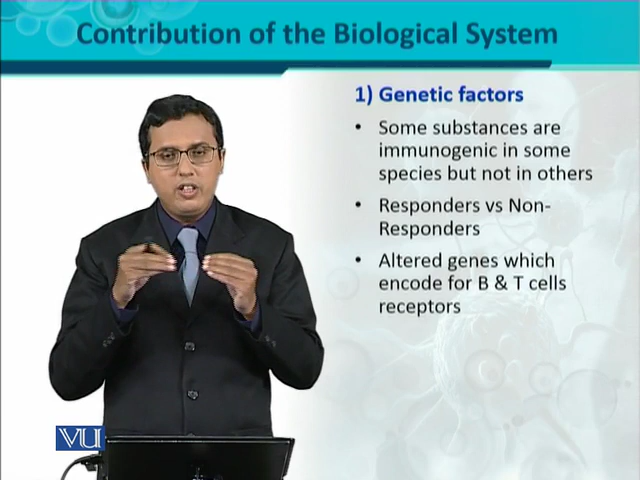 Contribution of the Biological System
1) Genetic factors
• Some substances are
immunogenic in some
species but not in others
• Responders vs Non-
Responders
• Altered genes which
encode for B & T cells
receptors
VU